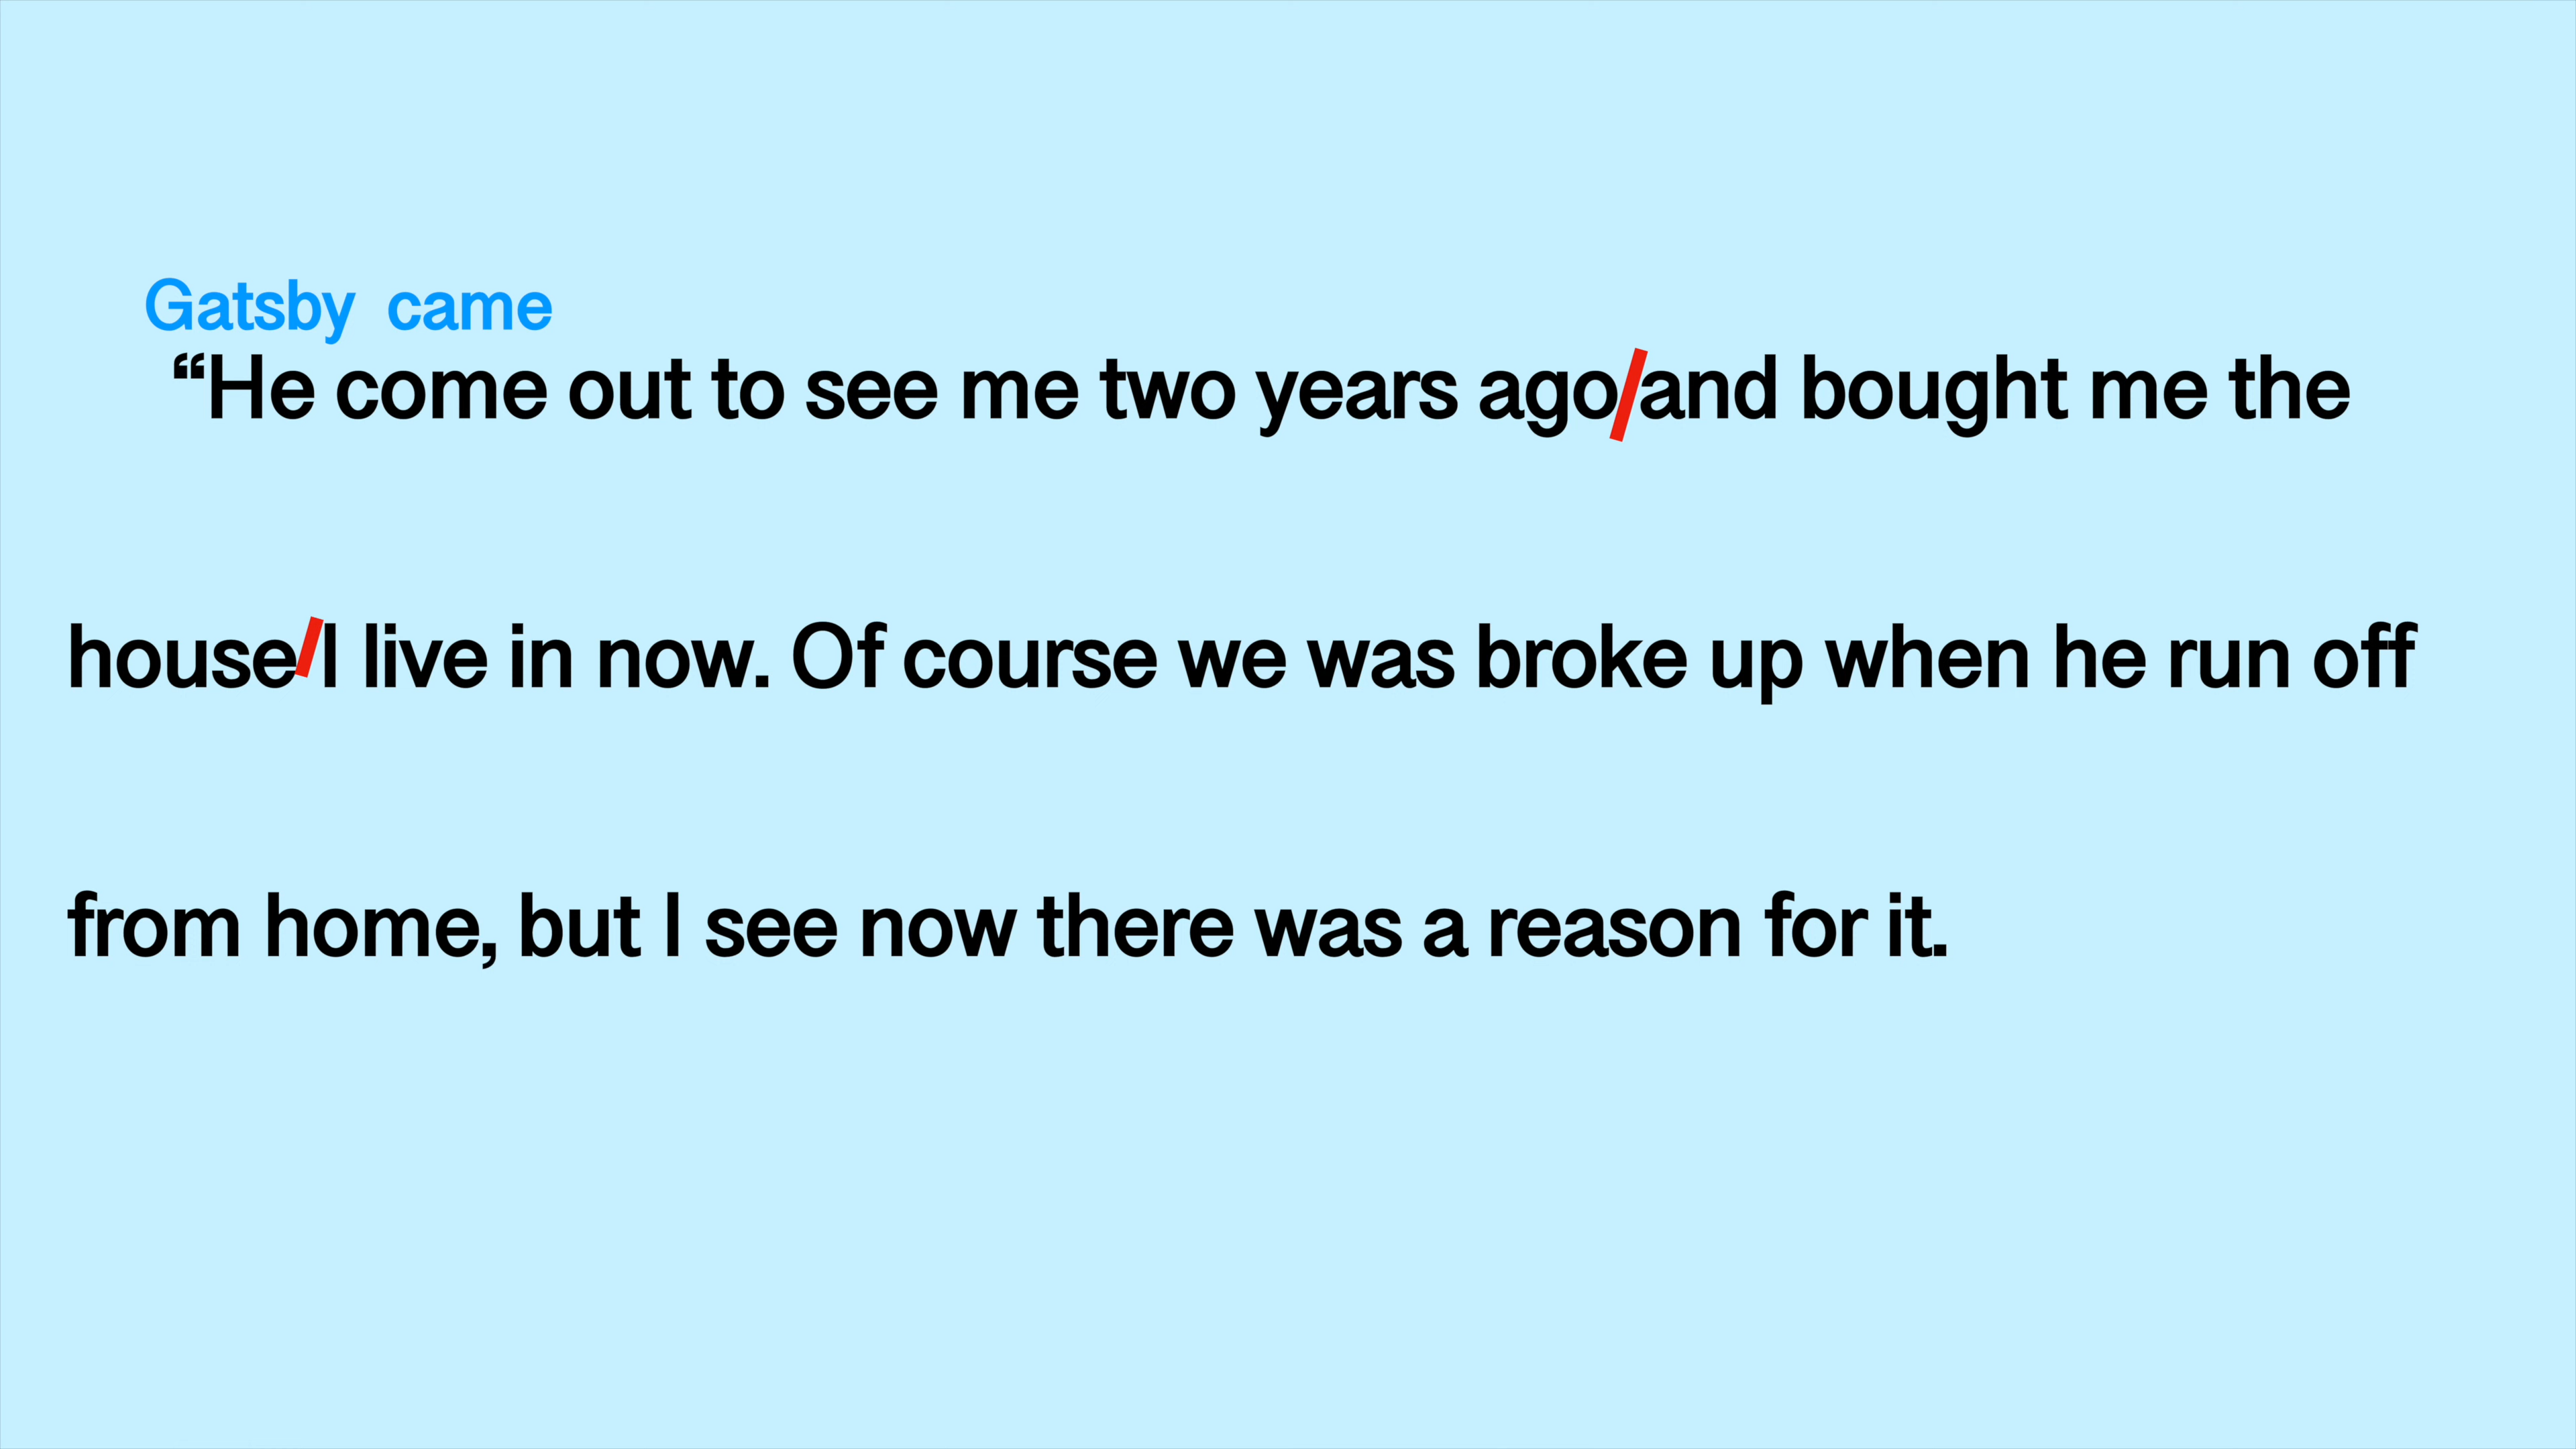 Gatsby came
“He come out to see me two years ago/and bought me the
house/I live in now. Of course we was broke up when he run off
from home, but I see now there was a reason for it.